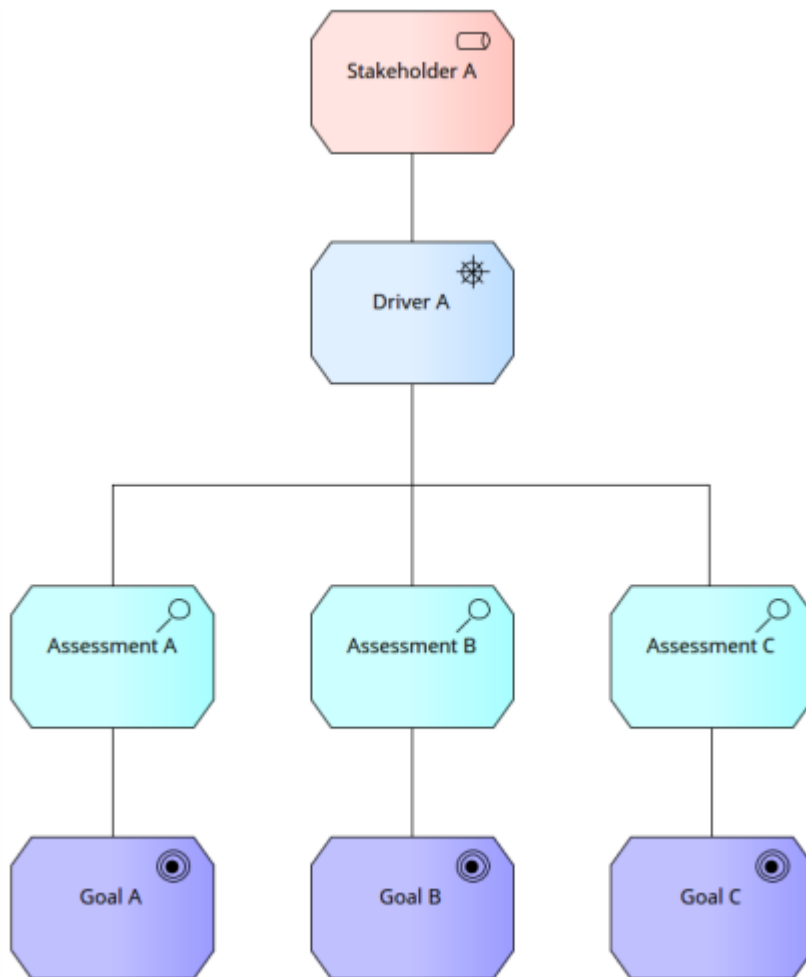 Stakeholder A
Driver A
Assessment A
Assessment B
Assessment C
Goal A
Goal B
Goal C